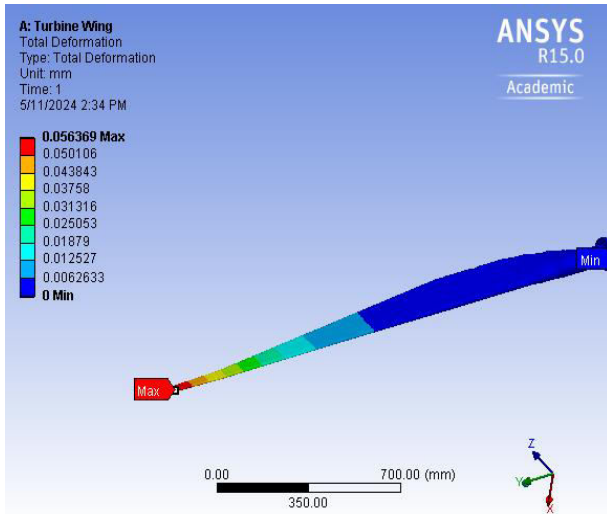 A: Turbine Wing
Total Deformation
Type: Total Deformation
Unit: mm
Time: 1
5/11/2024 2:34 PM
ANSYS
R15.0
Academic
0.056369 Max
0.050106
0.043843
0.03758
0.031316
0.025053
0.01879
0.012527
0.0062633
0 Min
Min
Max
0.00
700.00 (mm)
350.00
Z
Y
X